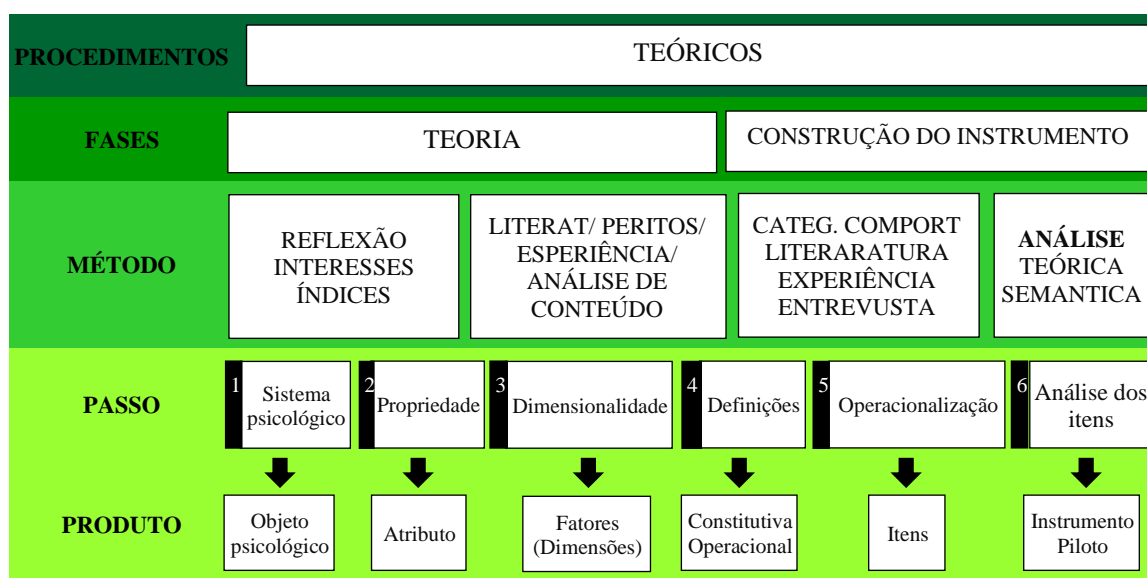 PROCEDIMENTOS
TEÓRICOS
FASES
TEORIA
CONSTRUÇÃO DO INSTRUMENTO
MÉTODO
REFLEXÃO
INTERESSES
ÍNDICES
LITERAT/ PERITOS/
ESPERIÊNCIA/
ANÁLISE DE
CONTEÚDO
CATEG. COMPORT
LITERARATURA
EXPERIÊNCIA
ENTREVUSTA
ANÁLISE
TEÓRICA
SEMANTICA
PASSO
1
Sistema
psicológico
2
Propriedade
3
Dimensionalidade
4
Definições
5
Operacionalização
6
Análise dos
itens
PRODUTO
Objeto
psicológico
Atributo
Fatores
(Dimensões)
Constitutiva
Operacional
Itens
Instrumento
Piloto